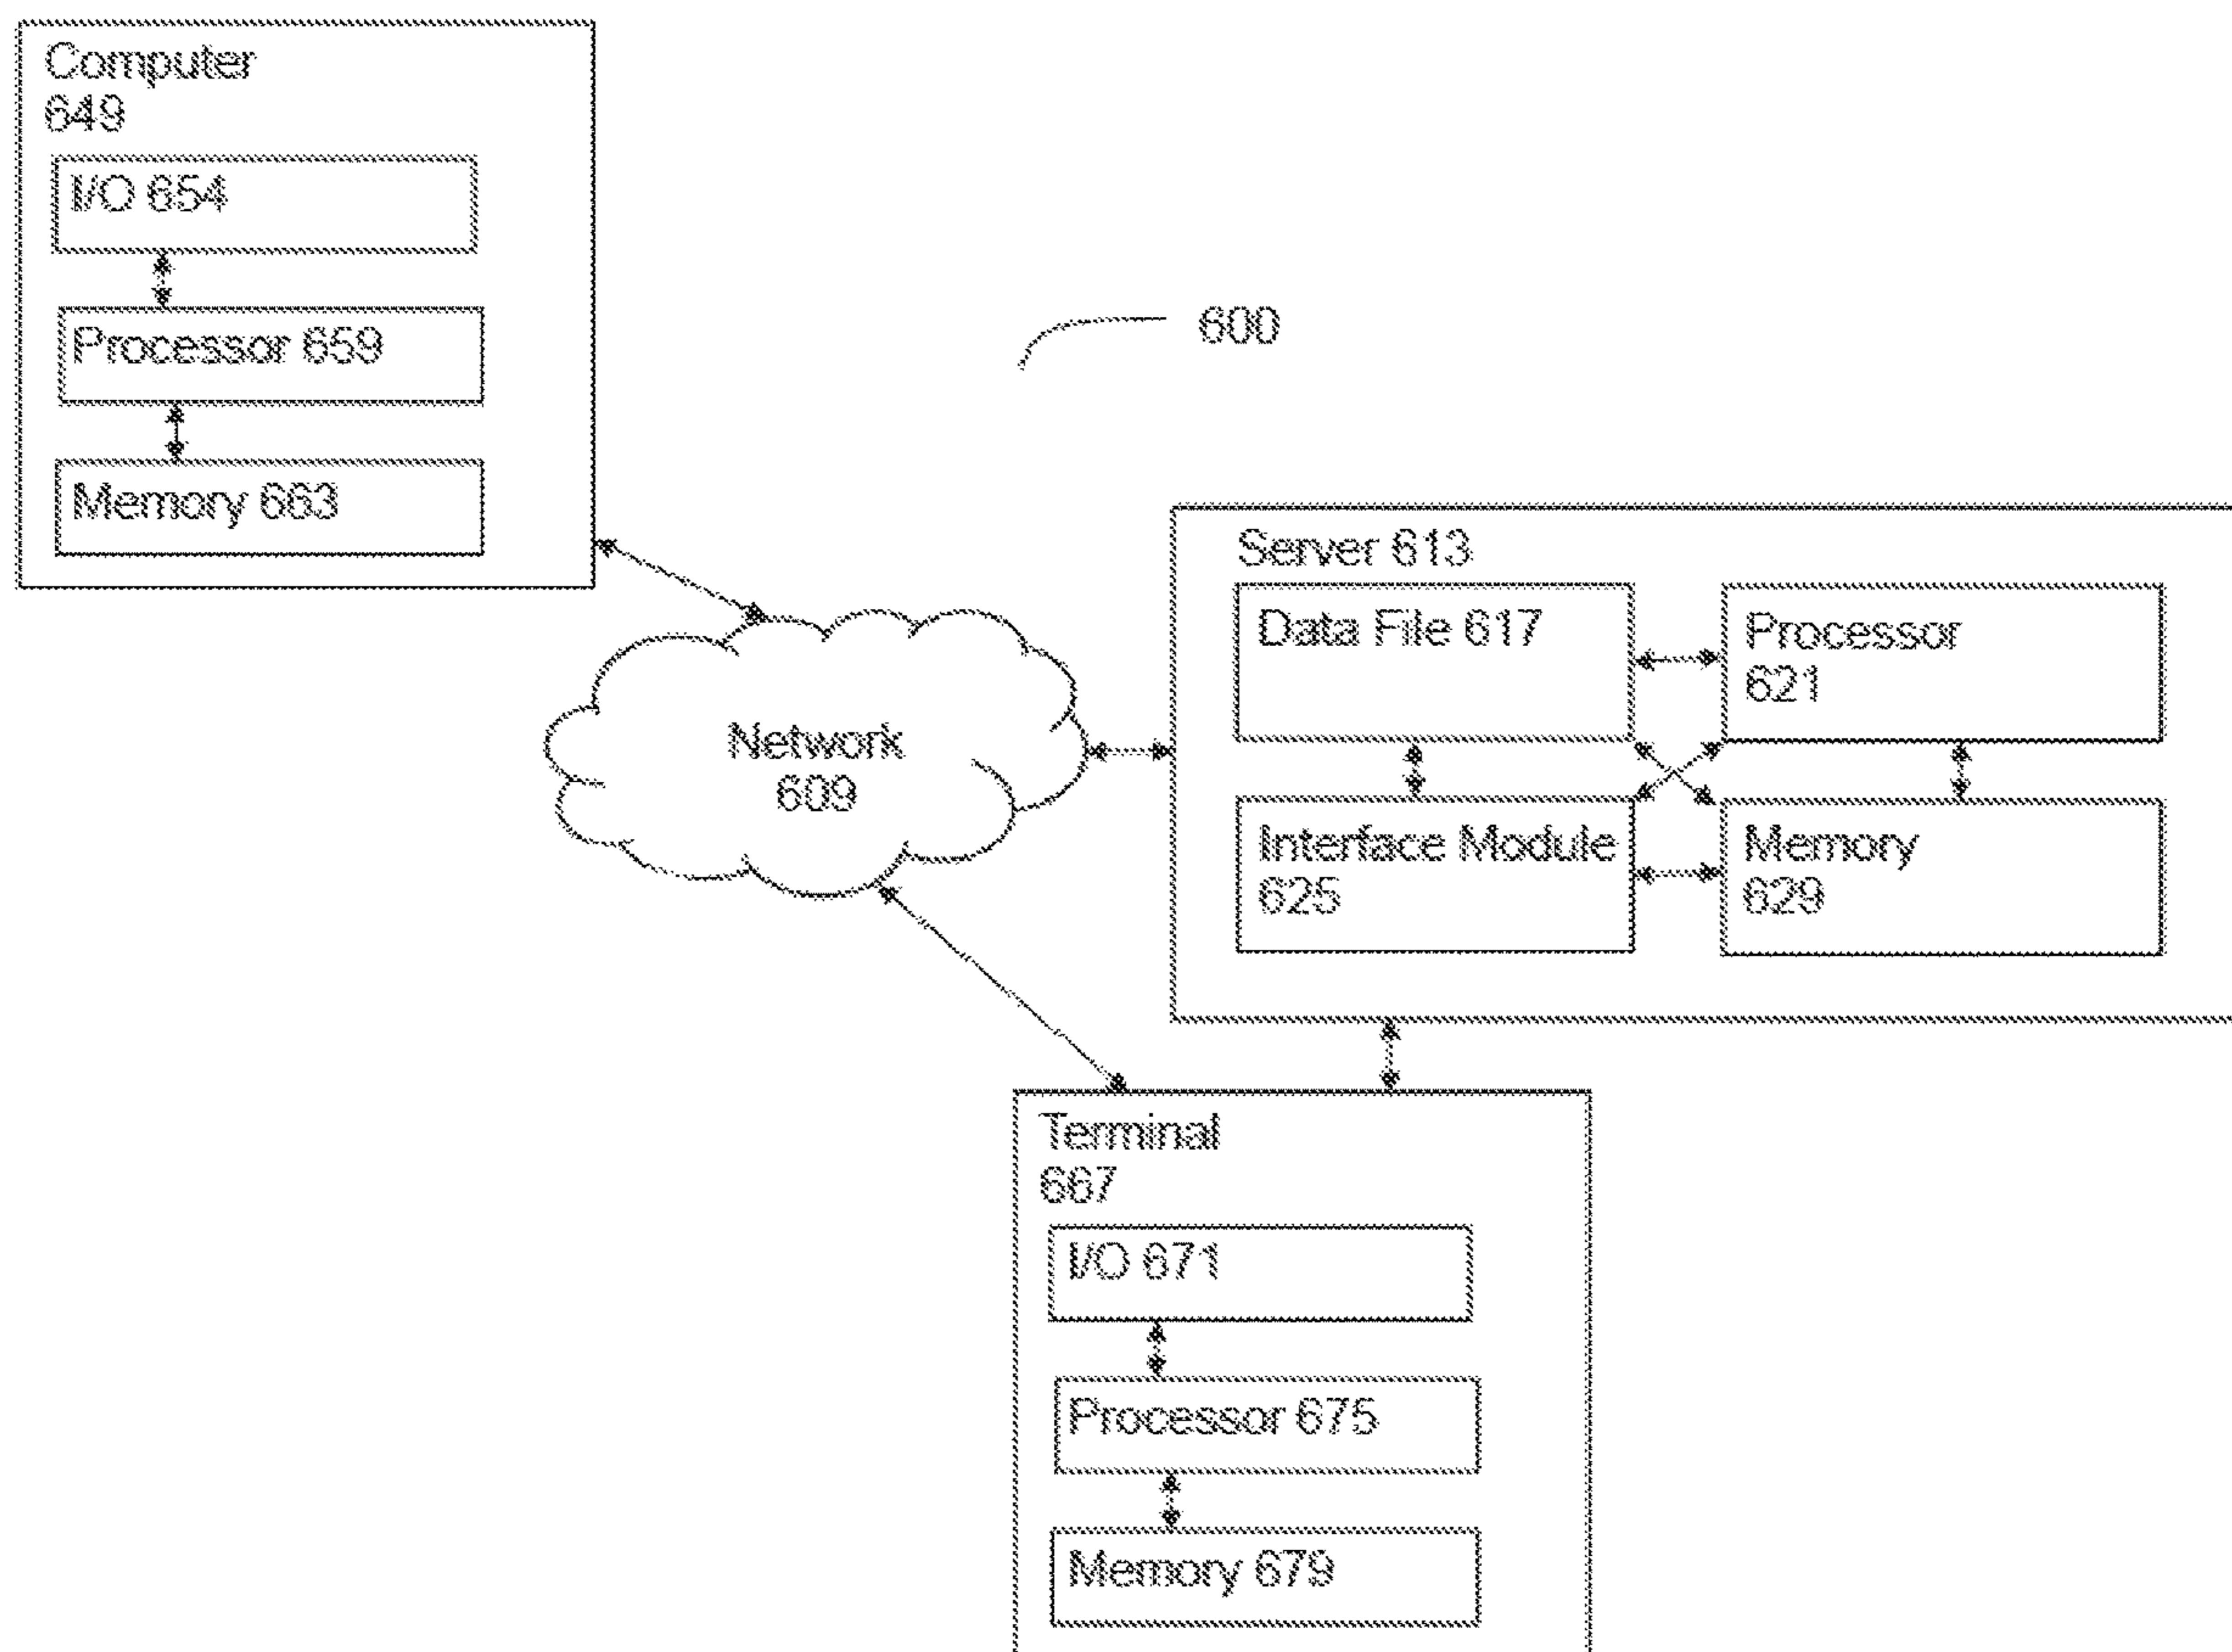 Computer
649
I/O 654
Processor 659
Memory 663
600
Network
609
Server 613
Data File 617
Processor
621
Interface Module
625
Memory
629
Terminal
667
I/O 671
Processor 675
Memory 679